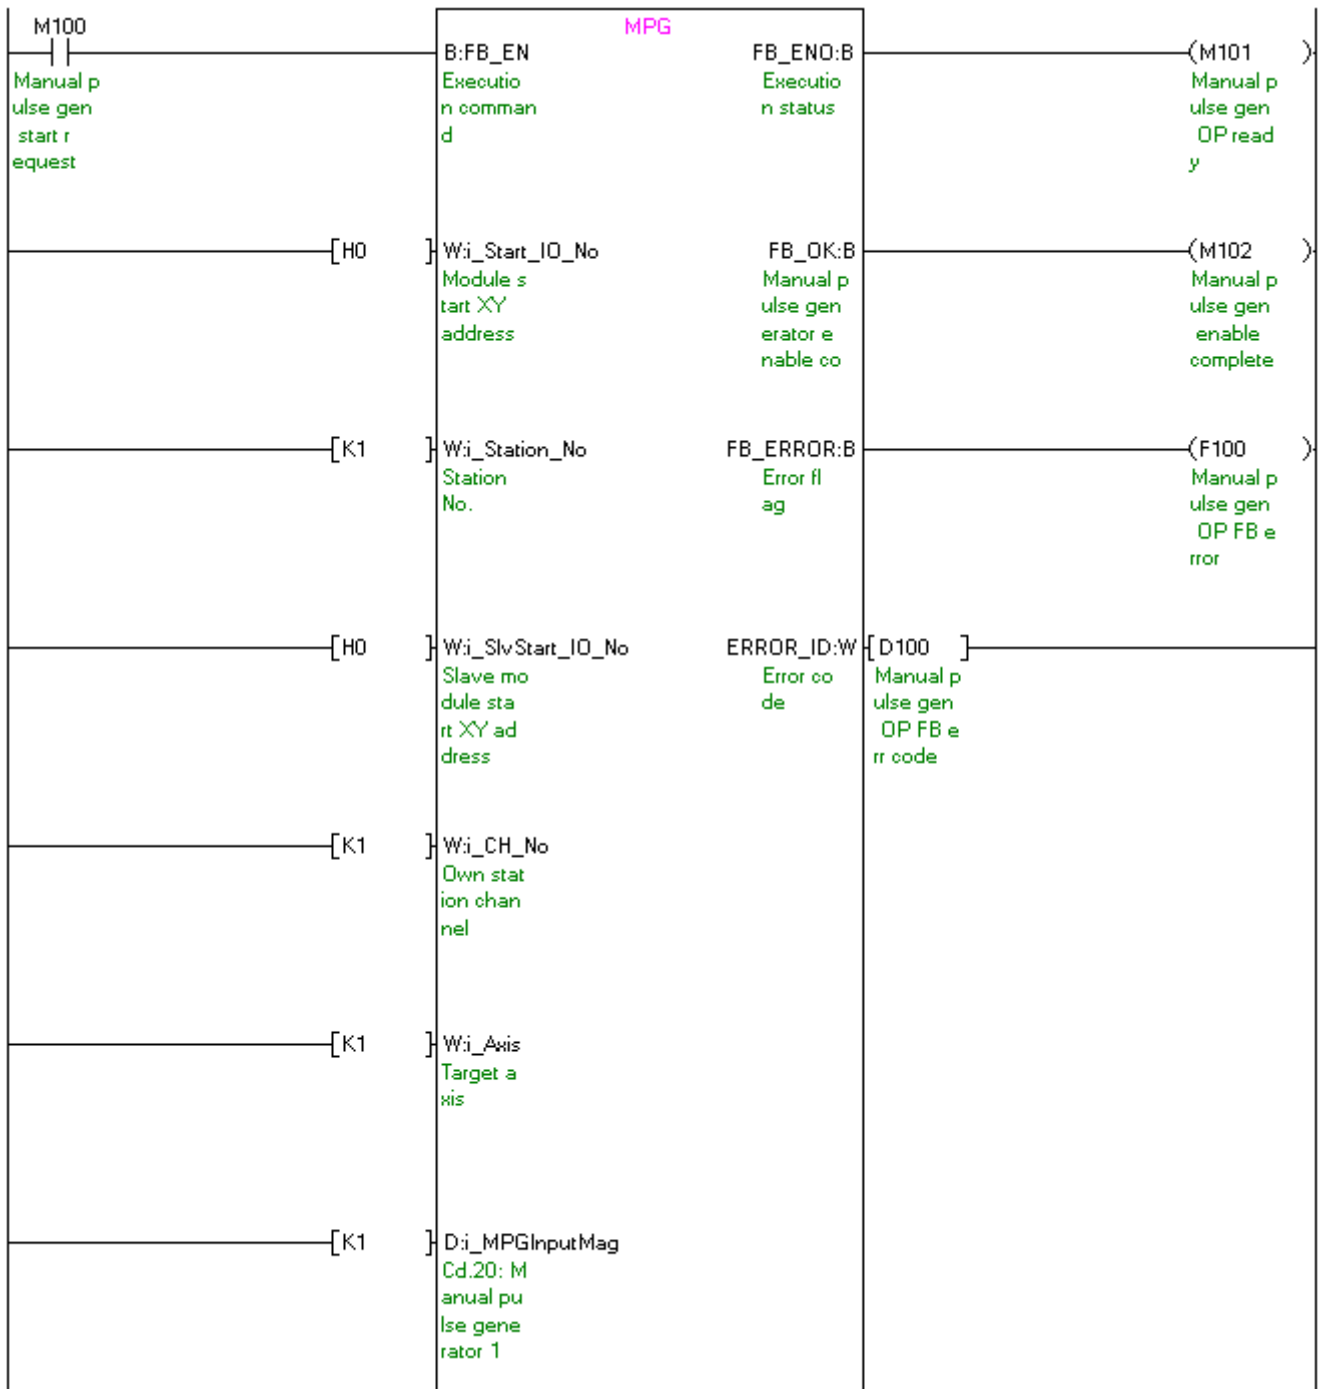 M100
MPG
B:FB_EN
FB_ENO:B
(M101 )
Manual p
ulse gen
start r
equest
Executio
n comman
d
Executio
n status
Manual p
ulse gen
OP read
y
[H0 ]
W:i_Start_IO_No
FB_OK:B
(M102 )
Module s
tart XY
address
Manual p
ulse gen
erator e
nable co
Manual p
ulse gen
enable
complete
[K1 ]
W:i_Station_No
FB_ERROR:B
(F100 )
Station
No.
Error fl
ag
Manual p
ulse gen
OP FB e
rror
[H0 ]
W:i_SlvStart_IO_No
ERROR_ID:W
[D100 ]
Slave mo
dule sta
rt XY ad
dress
Error co
de
Manual p
ulse gen
OP FB e
rr code
[K1 ]
W:i_CH_No
Own stat
ion chan
nel
[K1 ]
W:i_Axis
Target a
xis
[K1 ]
D:i_MPGInputMag
Cd.20: M
anual pu
lse gene
rator 1